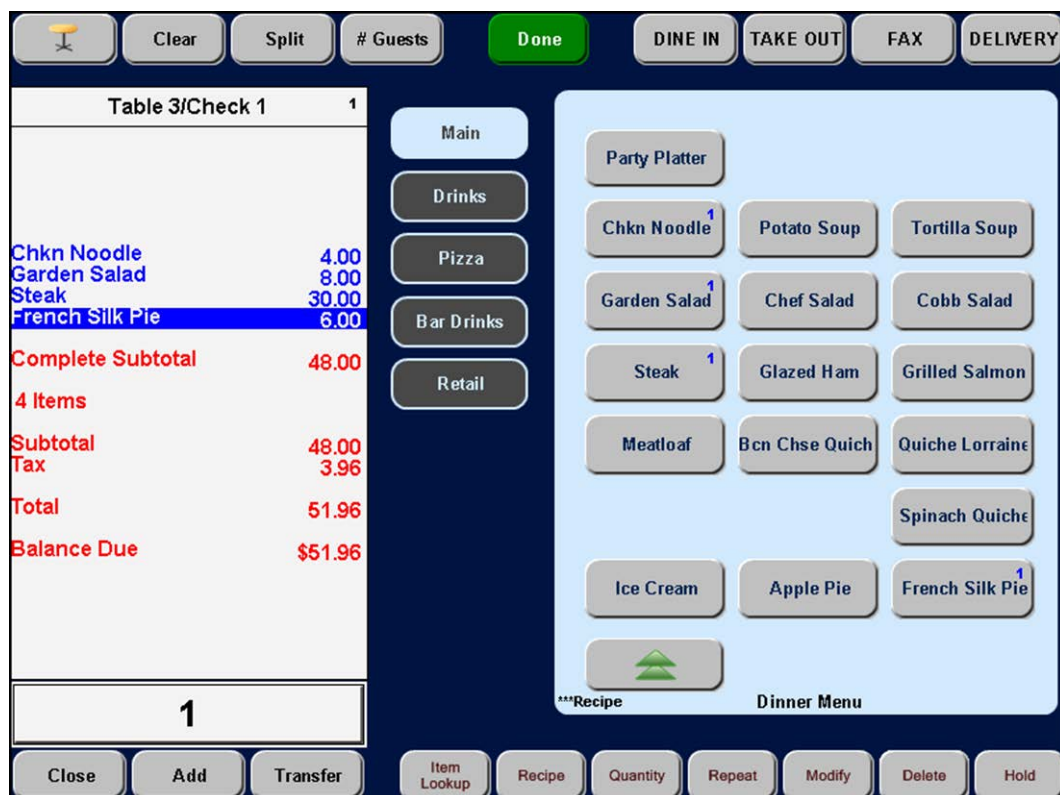 Clear
Split
# Guests
Done
DINE IN
TAKE OUT
FAX
DELIVERY
Table 3/Check 1 1
Chkn Noodle 4.00
Garden Salad 8.00
Steak 30.00
French Silk Pie 6.00
Complete Subtotal 48.00
4 Items
Subtotal 48.00
Tax 3.96
Total 51.96
Balance Due $51.96
1
Main
Drinks
Pizza
Bar Drinks
Retail
Party Platter
Chkn Noodle 1
Potato Soup
Tortilla Soup
Garden Salad 1
Chef Salad
Cobb Salad
Steak 1
Glazed Ham
Grilled Salmon
Meatloaf
Bcn Chse Quich
Quiche Lorraine
Spinach Quiche
Ice Cream
Apple Pie
French Silk Pie 1
***Recipe
Dinner Menu
Close
Add
Transfer
Item
Lookup
Recipe
Quantity
Repeat
Modify
Delete
Hold